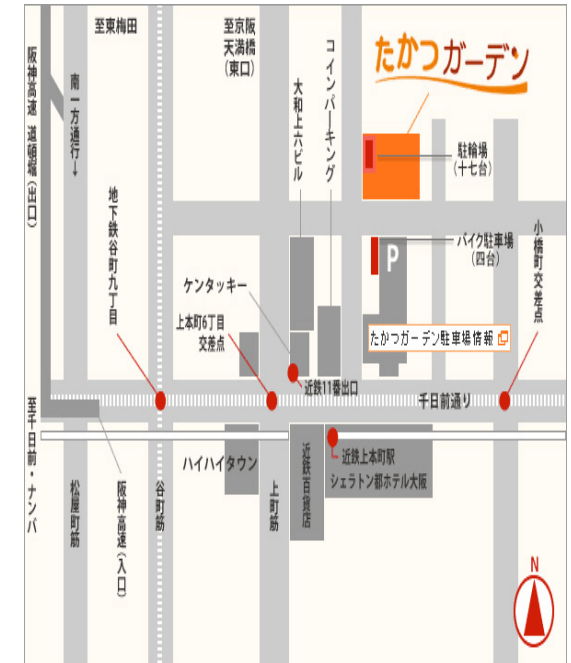 至東梅田
至京阪
天満橋
(東口)
コインパーキング
たかつガーデン
阪神高速 道頓堀(出口)
南一方通行→
大和上六ビル
駐輪場
(十七台)
地下鉄谷町九丁目
小橋町交差点
バイク駐車場
(四台)
P
ケンタッキー
上本町6丁目
交差点
たかつガーデン駐車場情報
近鉄11番出口
千日前通り
至千日前・ナンバ
ハイハイタウン
近鉄百貨店
近鉄上本町駅
シェラトン都ホテル大阪
松屋町筋
阪神高速(入口)
谷町筋
上町筋
N